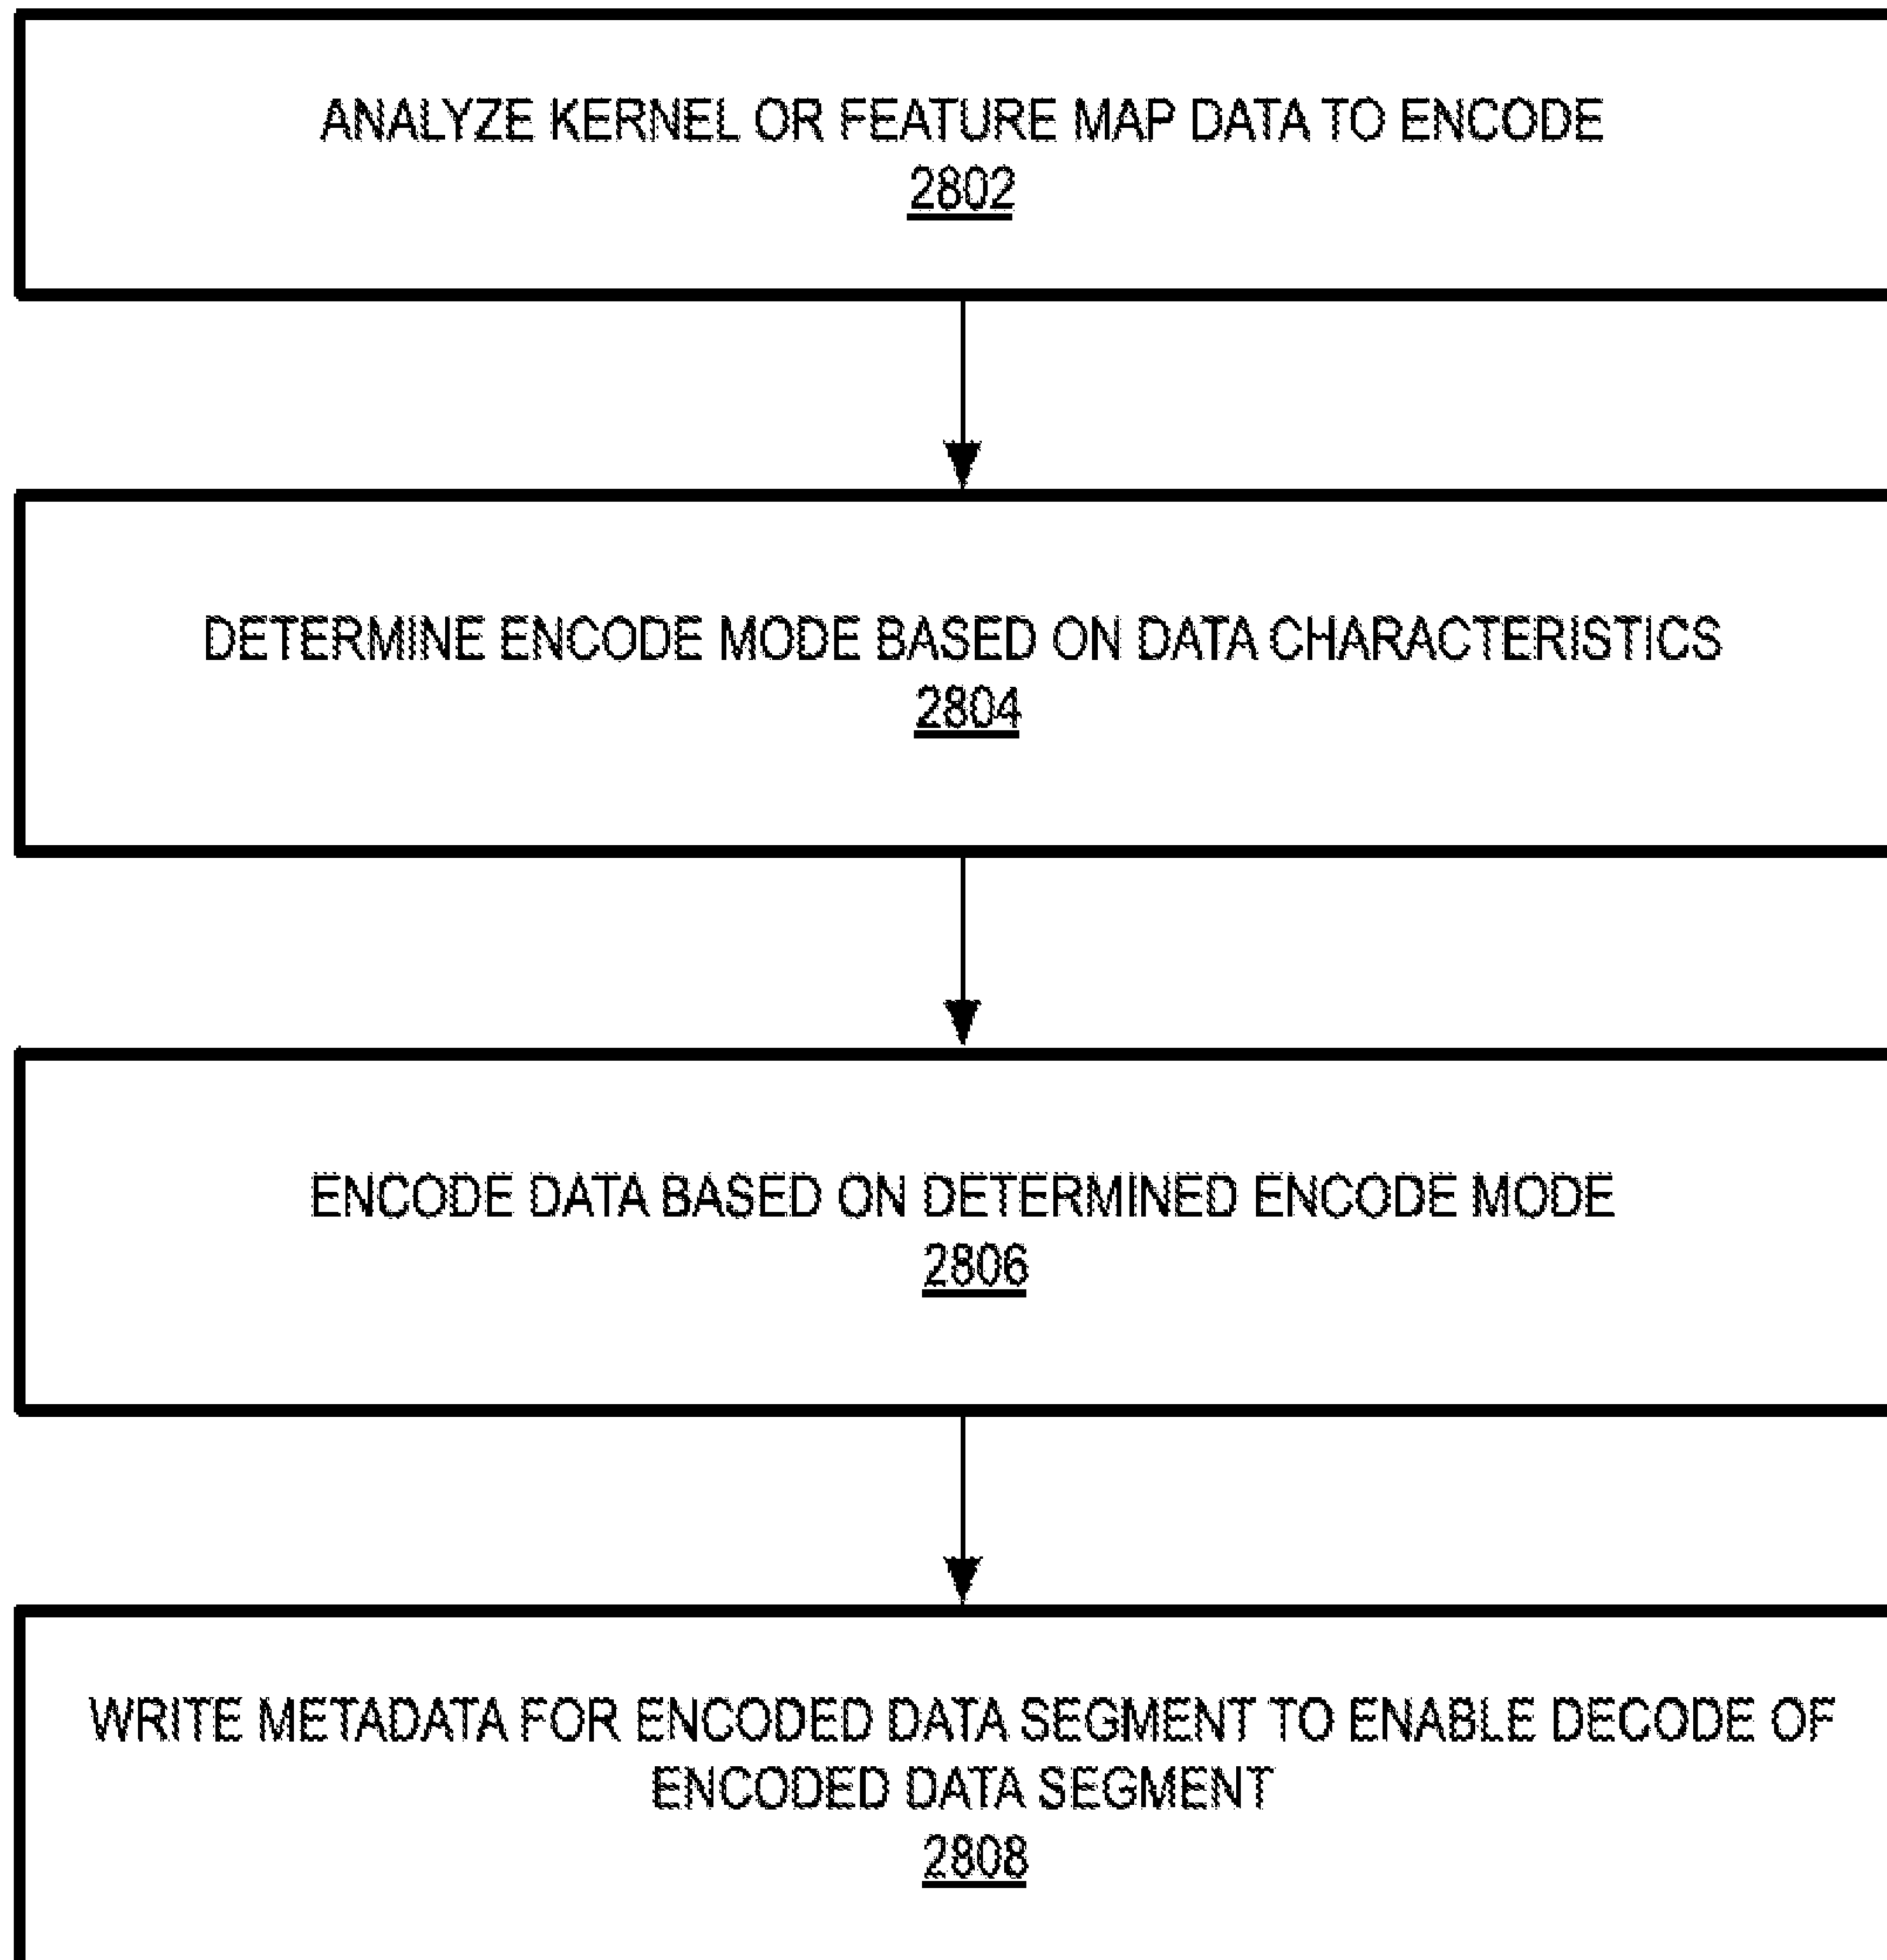 ANALYZE KERNEL OR FEATURE MAP DATA TO ENCODE
2802
DETERMINE ENCODE MODE BASED ON DATA CHARACTERISTICS
2804
ENCODE DATA BASED ON DETERMINED ENCODE MODE
2806
WRITE METADATA FOR ENCODED DATA SEGMENT TO ENABLE DECODE OF
ENCODED DATA SEGMENT
2808